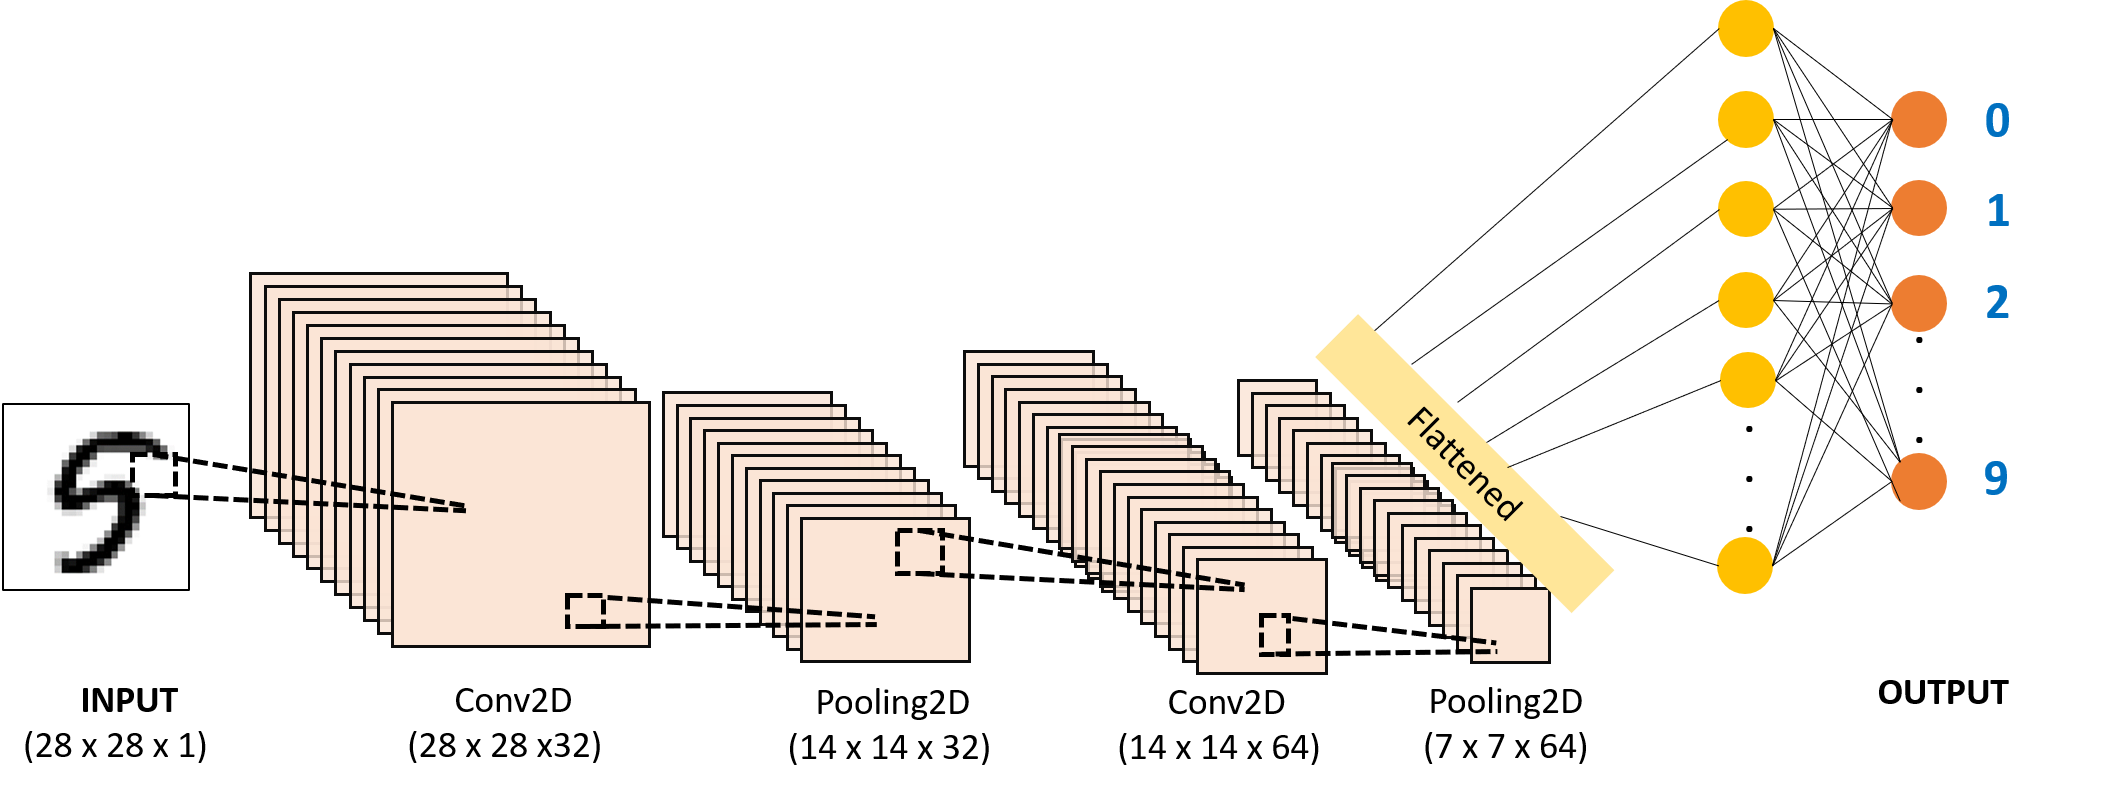 INPUT
(28 x 28 x 1)
Conv2D
(28 x 28 x32)
Pooling2D
(14 x 14 x 32)
Conv2D
(14 x 14 x 64)
Pooling2D
(7 x 7 x 64)
Flattened
0
1
2
9
OUTPUT